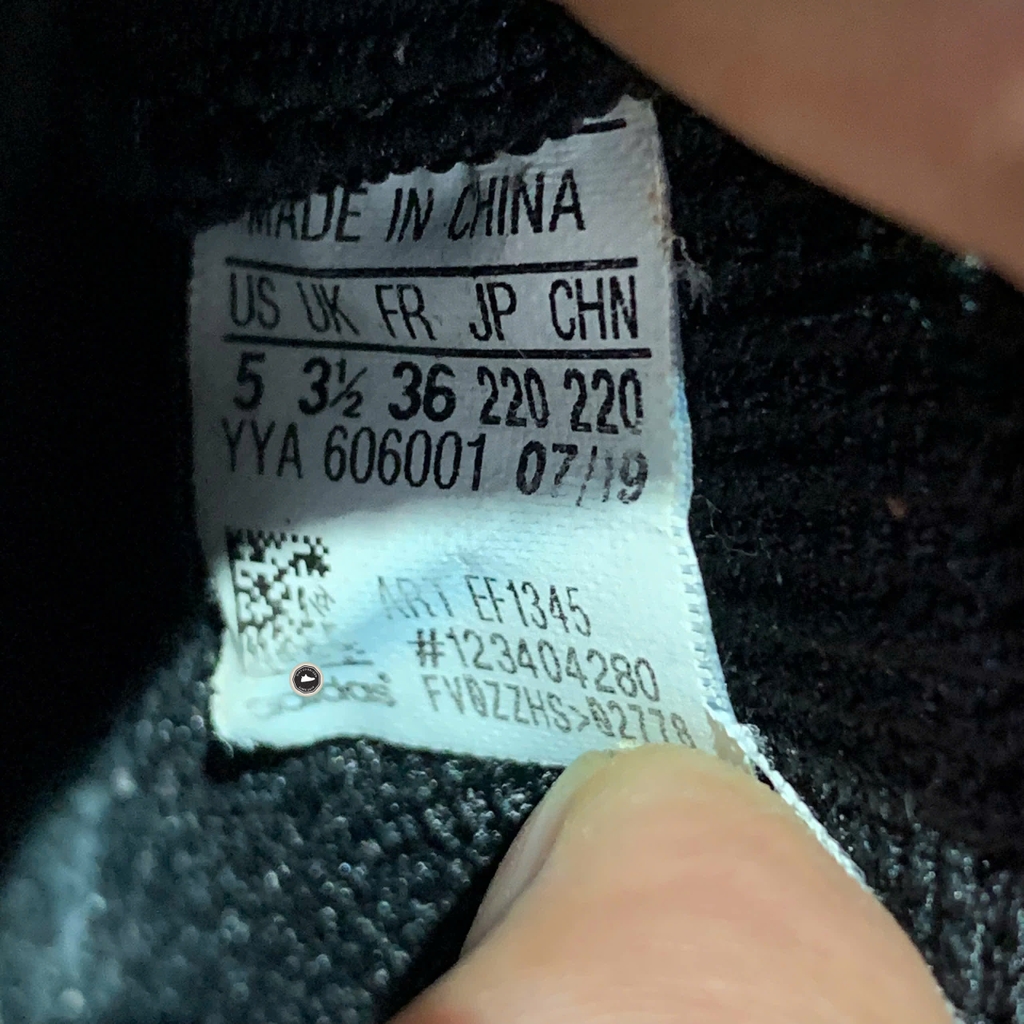 MADE IN CHINA
US UK FR JP CHN
5 3½ 36 220 220
YYA 606001 07/19
ART EF1345
#123404280
adidas FV0ZZHS>02778